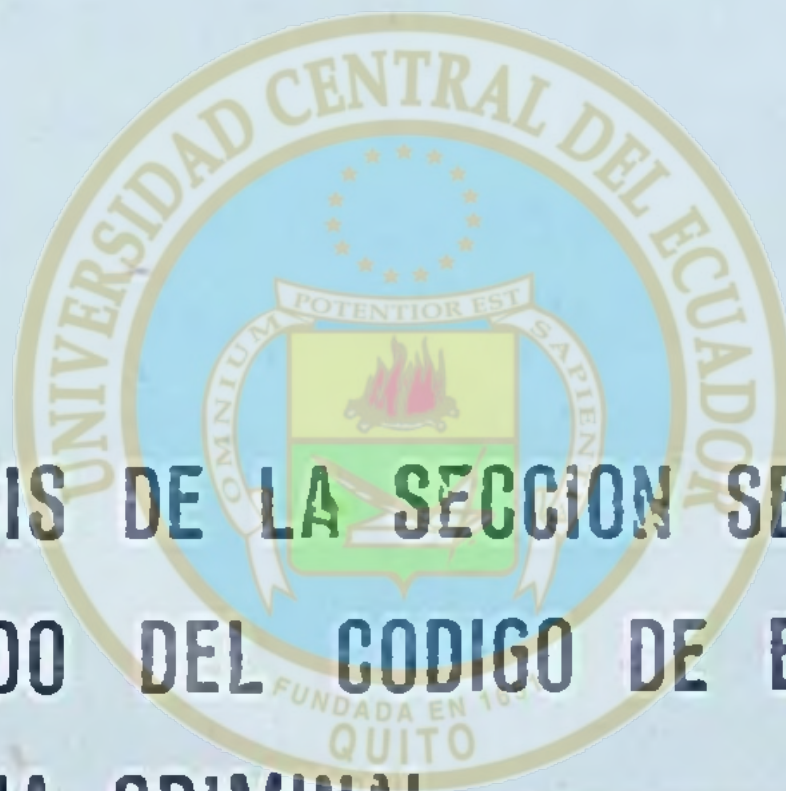 UNIVERSIDAD CENTRAL DEL ECUADOR
POTENTIOR EST
OMNIUM
SAPIEN
IS DE LA SECCION SE
DO DEL CODIGO DE E
CRIMINAL
FUNDADA EN
QUITO